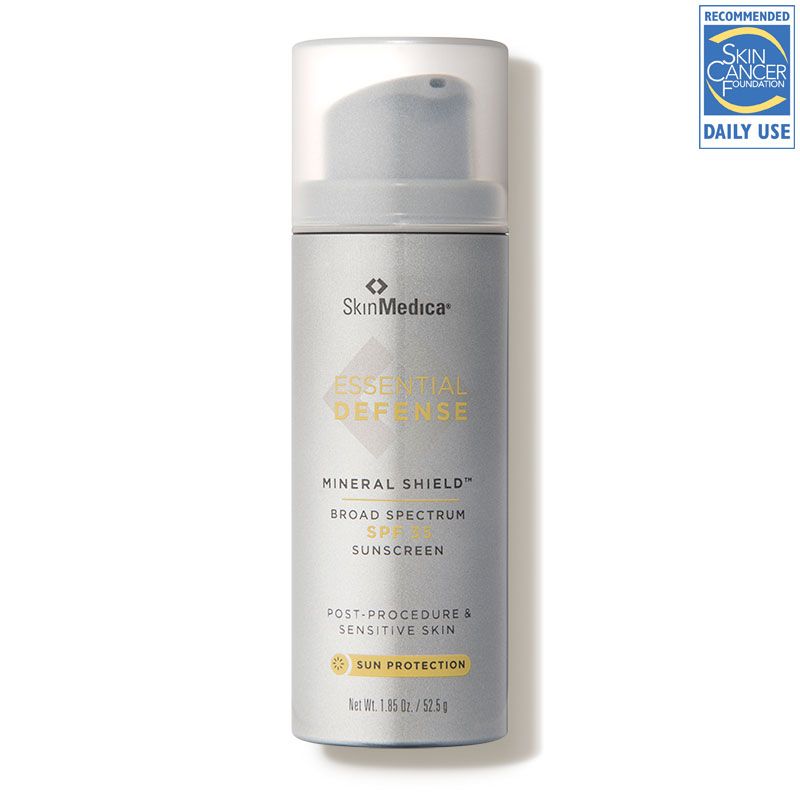 RECOMMENDED
SKIN
CANCER
FOUNDATION
DAILY USE
SkinMedica®
ESSENTIAL
DEFENSE
MINERAL SHIELD™
BROAD SPECTRUM
SPF 35
SUNSCREEN
POST-PROCEDURE &
SENSITIVE SKIN
SUN PROTECTION
Net Wt. 1.85 Oz. / 52.5 g